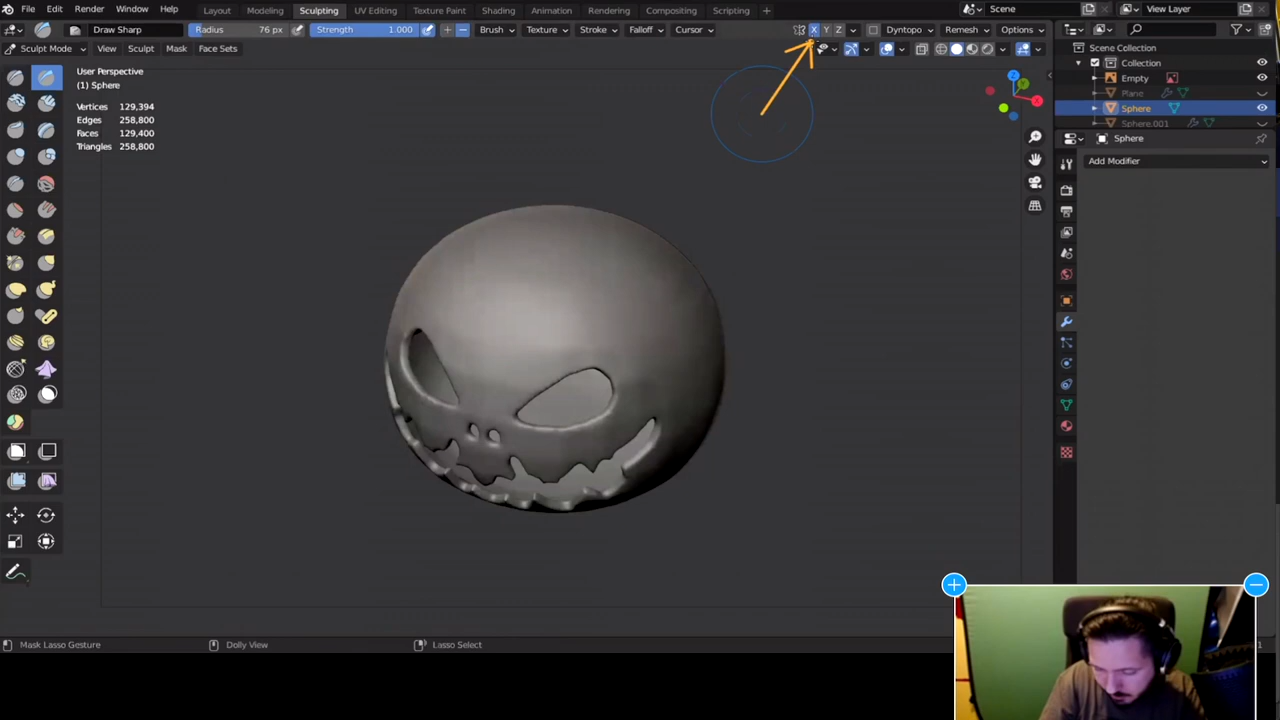 File Edit Render Window Help Layout Modeling Sculpting UV Editing Texture Paint Shading Animation Rendering Compositing Scripting + Scene View Layer
Draw Sharp Radius 76 px Strength 1.000 + − Brush Texture Stroke Falloff Cursor X Y Z Dyntopo Remesh Options
Sculpt Mode View Sculpt Mask Face Sets
Scene Collection
Collection
Empty
Plane
Sphere
Sphere.001
Sphere
Add Modifier
User Perspective
(1) Sphere
Vertices 129,394
Edges 258,800
Faces 129,400
Triangles 258,800
Z
Y
X
Mask Lasso Gesture Dolly View Lasso Select